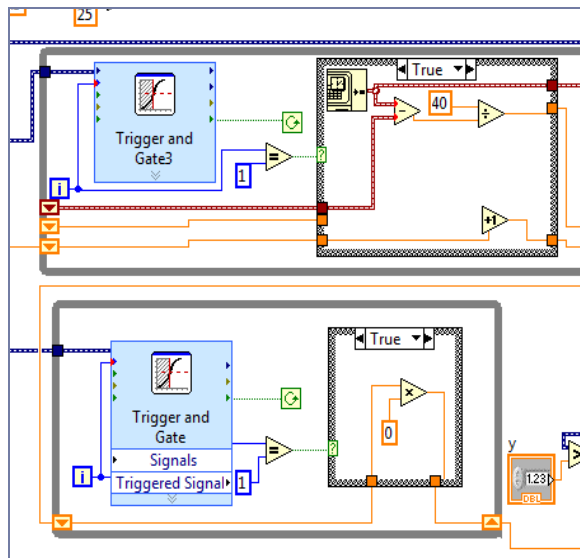 25
True
40
Trigger and
Gate3
1
i
+1
True
Trigger and
Gate
Signals
Triggered Signal
1
i
0
y
1.23
DBL